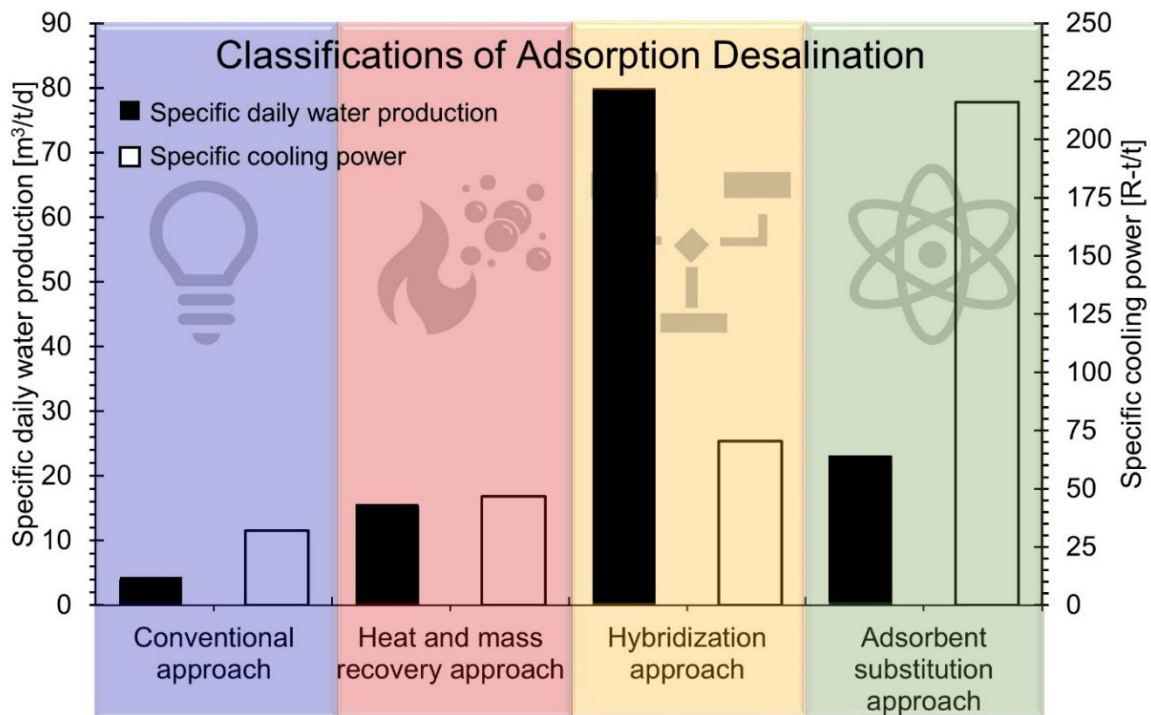 Classifications of Adsorption Desalination
Specific daily water production
Specific cooling power
Specific daily water production [m³/t/d]
90
80
70
60
50
40
30
20
10
0
Specific cooling power [R-t/t]
250
225
200
175
150
125
100
75
50
25
0
Conventional
approach
Heat and mass
recovery approach
Hybridization
approach
Adsorbent
substitution
approach